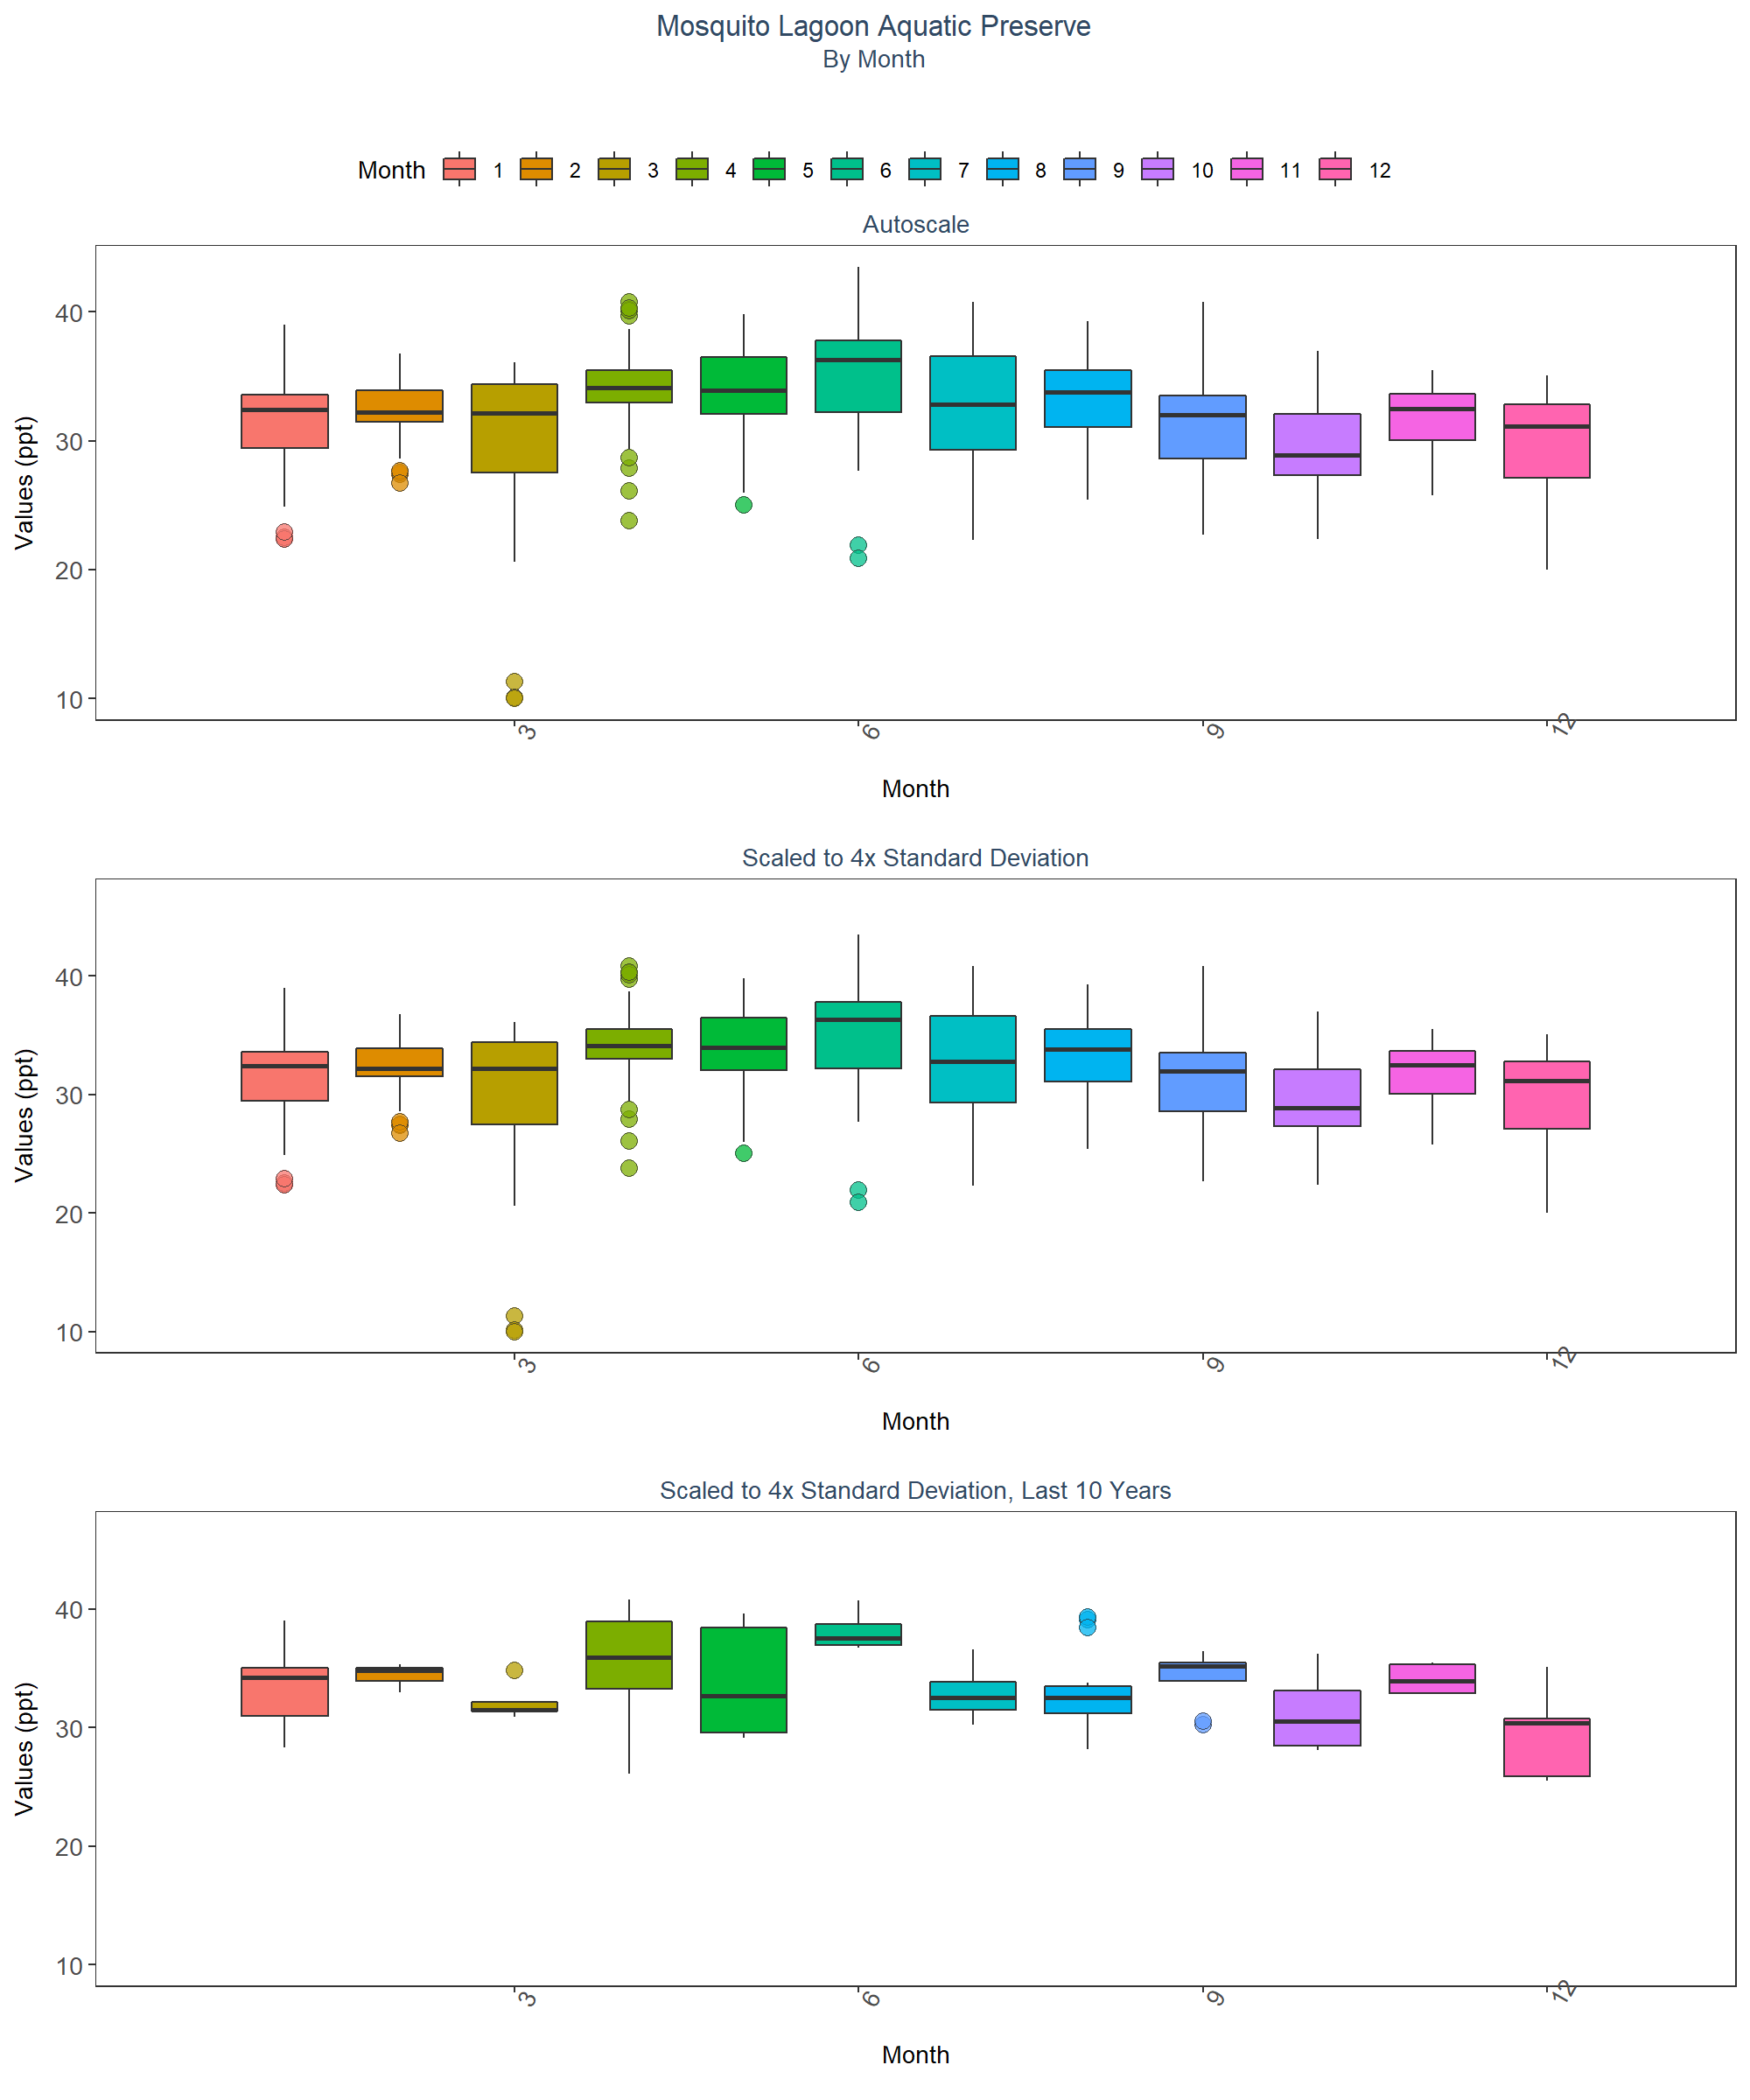 Mosquito Lagoon Aquatic Preserve
By Month
Month 1 2 3 4 5 6 7 8 9 10 11 12
Autoscale
Values (ppt)
40
30
20
10
3 6 9 12
Month
Scaled to 4x Standard Deviation
Values (ppt)
40
30
20
10
3 6 9 12
Month
Scaled to 4x Standard Deviation, Last 10 Years
Values (ppt)
40
30
20
10
3 6 9 12
Month